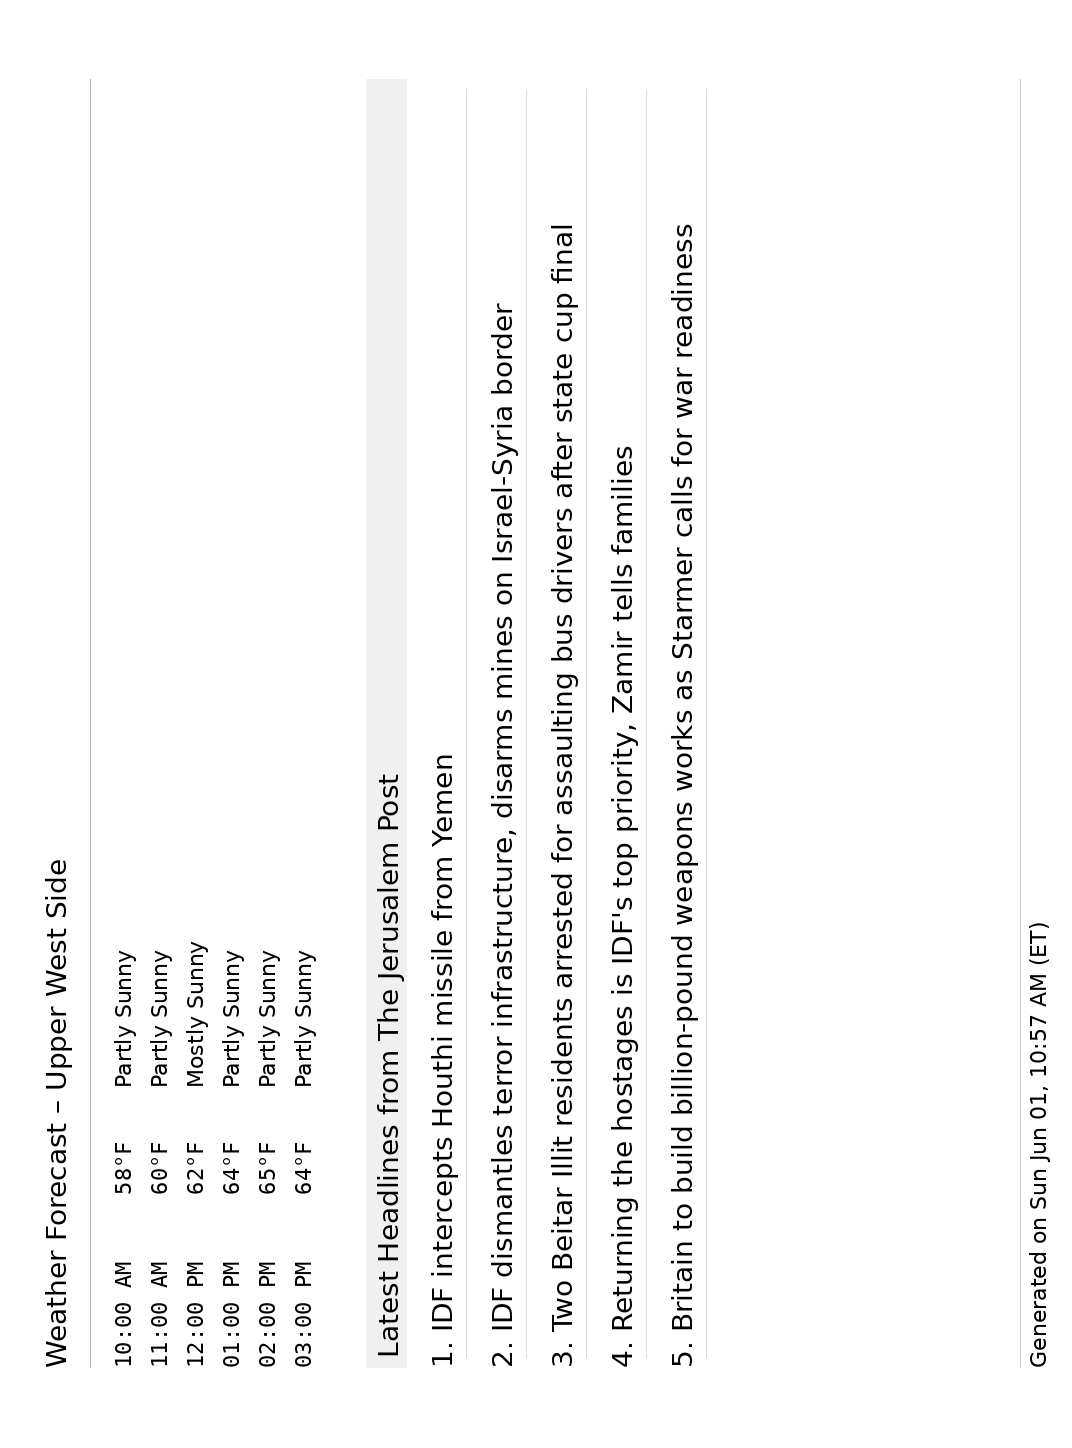 Weather Forecast – Upper West Side
10:00 AM 58°F Partly Sunny
11:00 AM 60°F Partly Sunny
12:00 PM 62°F Mostly Sunny
01:00 PM 64°F Partly Sunny
02:00 PM 65°F Partly Sunny
03:00 PM 64°F Partly Sunny
Latest Headlines from The Jerusalem Post
1. IDF intercepts Houthi missile from Yemen
2. IDF dismantles terror infrastructure, disarms mines on Israel-Syria border
3. Two Beitar Illit residents arrested for assaulting bus drivers after state cup final
4. Returning the hostages is IDF's top priority, Zamir tells families
5. Britain to build billion-pound weapons works as Starmer calls for war readiness
Generated on Sun Jun 01, 10:57 AM (ET)